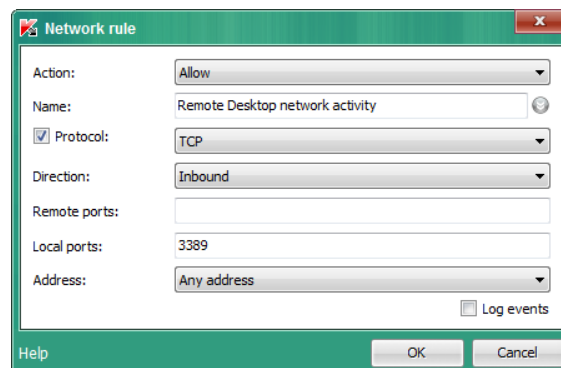 Network rule
Action: Allow
Name: Remote Desktop network activity
Protocol: TCP
Direction: Inbound
Remote ports:
Local ports: 3389
Address: Any address
Log events
Help OK Cancel